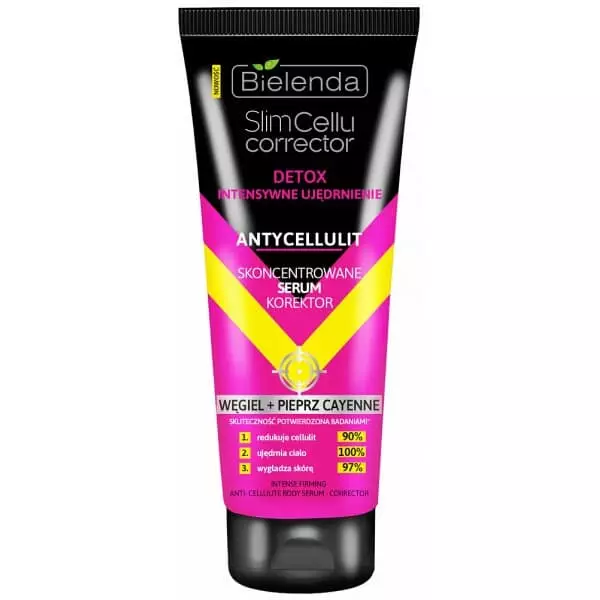 NOWOŚĆ
Bielenda
SlimCellu
corrector
DETOX
INTENSYWNE UJĘDRNIENIE
ANTYCELLULIT
SKONCENTROWANE
SERUM
KOREKTOR
WĘGIEL + PIEPRZ CAYENNE
SKUTECZNOŚĆ POTWIERDZONA BADANIAMI*
1. redukuje cellulit 90%
2. ujędrnia ciało 100%
3. wygładza skórę 97%
INTENSE FIRMING
ANTI-CELLULITE BODY SERUM - CORRECTOR